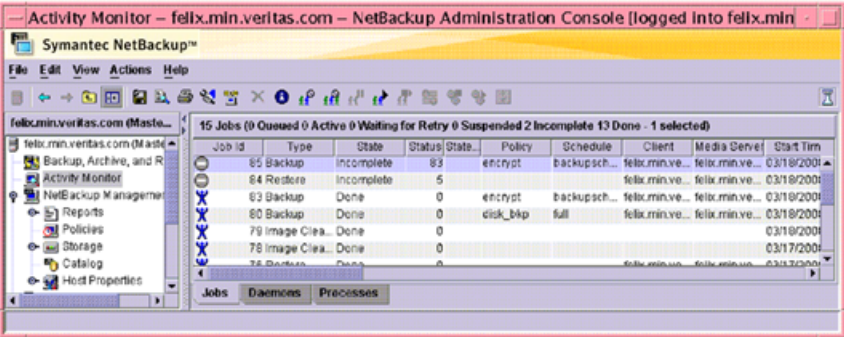 Activity Monitor – felix.min.veritas.com – NetBackup Administration Console [logged into felix.min
Symantec NetBackup™
File Edit View Actions Help
felix.min.veritas.com (Maste...
felix.min.veritas.com (Maste
Backup, Archive, and R
Activity Monitor
NetBackup Managemen
Reports
Policies
Storage
Catalog
Host Properties
15 Jobs (0 Queued 0 Active 0 Waiting for Retry 0 Suspended 2 Incomplete 13 Done - 1 selected)
Job Id Type State Status State... Policy Schedule Client Media Server Start Tim
85 Backup Incomplete 83 encrypt backupsch... felix.min.ve... felix.min.ve... 03/18/200
84 Restore Incomplete 5 felix.min.ve... felix.min.ve... 03/18/200
83 Backup Done 0 encrypt backupsch... felix.min.ve... felix.min.ve... 03/18/200
80 Backup Done 0 disk_bkp full felix.min.ve... felix.min.ve... 03/18/200
79 Image Clea... Done 0 03/18/200
78 Image Clea... Done 0 03/17/200
Jobs Daemons Processes